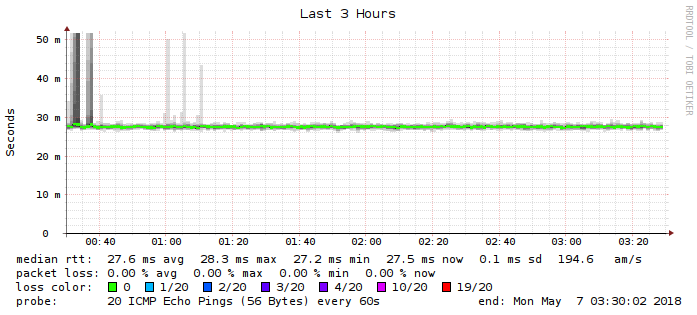 Last 3 Hours
RRDTOOL / TOBI OETIKER
Seconds
50 m
40 m
30 m
20 m
10 m
0
00:40 01:00 01:20 01:40 02:00 02:20 02:40 03:00 03:20
median rtt: 27.6 ms avg 28.3 ms max 27.2 ms min 27.5 ms now 0.1 ms sd 194.6 am/s
packet loss: 0.00 % avg 0.00 % max 0.00 % min 0.00 % now
loss color: 0 1/20 2/20 3/20 4/20 10/20 19/20
probe: 20 ICMP Echo Pings (56 Bytes) every 60s end: Mon May 7 03:30:02 2018